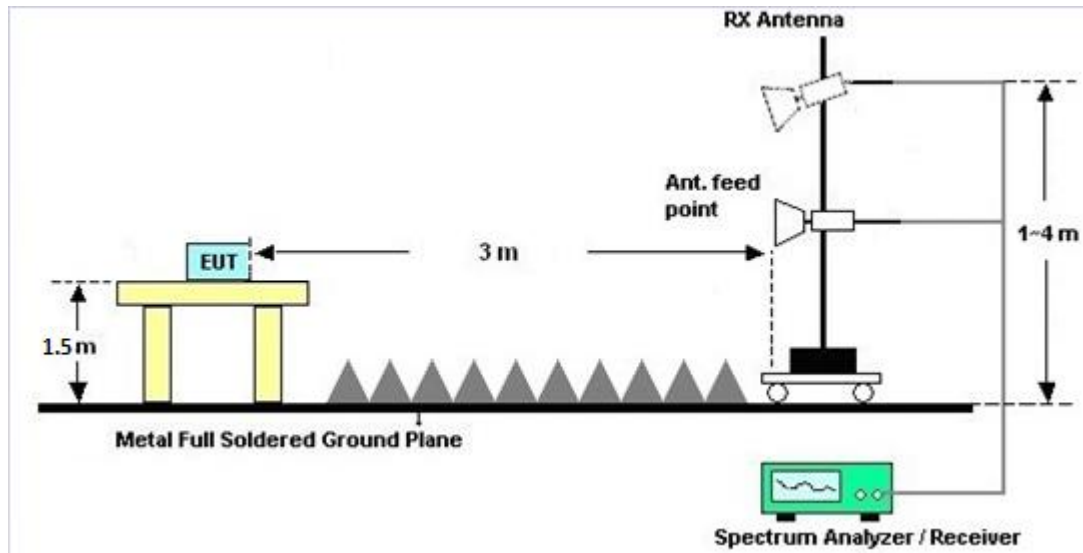 RX Antenna
Ant. feed
point
EUT
3 m
1~4 m
1.5 m
Metal Full Soldered Ground Plane
Spectrum Analyzer / Receiver